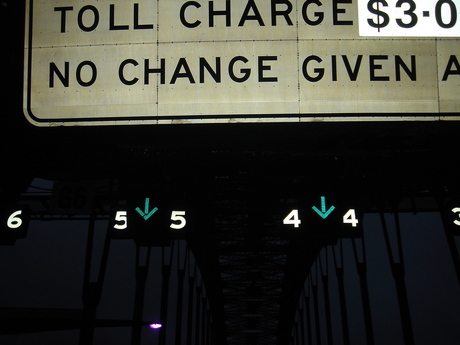 TOLL CHARGE $3·0
NO CHANGE GIVEN A
6 5 5 4 4 3